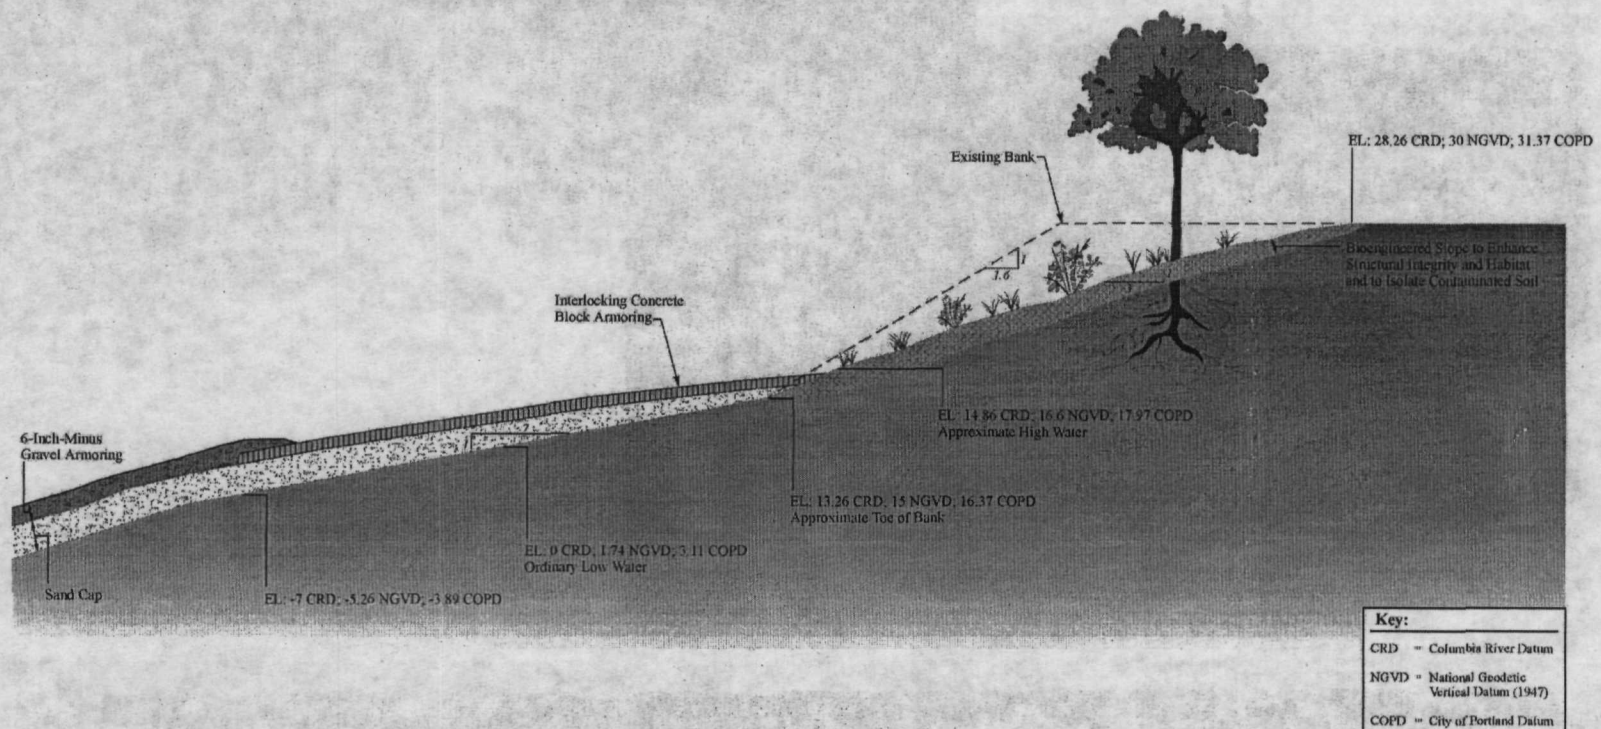 EL: 28.26 CRD; 30 NGVD; 31.37 COPD
Existing Bank
1
1.6
Bioengineered Slope to Enhance
Structural Integrity and Habitat
and to Isolate Contaminated Soil
Interlocking Concrete
Block Armoring
EL: 14.86 CRD; 16.6 NGVD; 17.97 COPD
Approximate High Water
6-Inch-Minus
Gravel Armoring
EL: 13.26 CRD, 15 NGVD, 16.37 COPD
Approximate Toe of Bank
EL: 0 CRD; 1.74 NGVD; 3.11 COPD
Ordinary Low Water
Sand Cap
EL: -7 CRD; -5.26 NGVD; -3.89 COPD
Key:
CRD = Columbia River Datum
NGVD = National Geodetic
Vertical Datum (1947)
COPD = City of Portland Datum